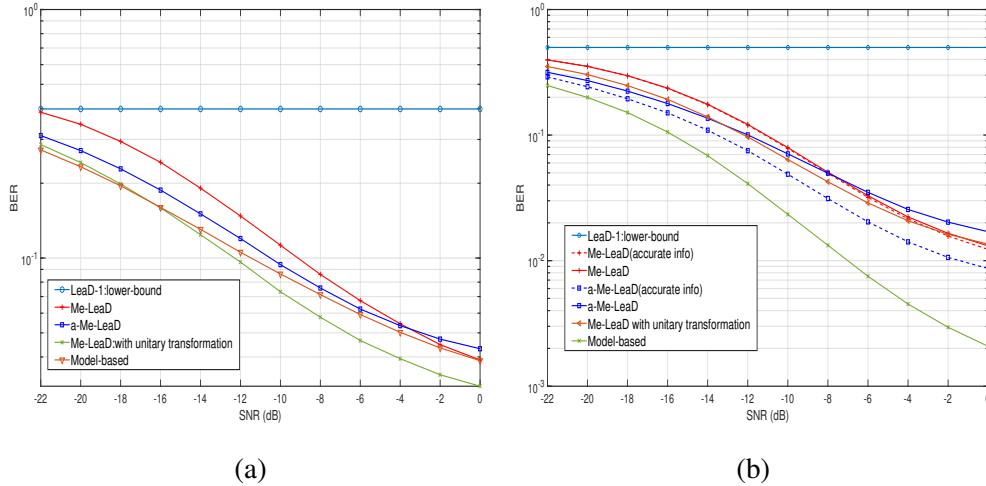 10^0
10^-1
BER
-22 -20 -18 -16 -14 -12 -10 -8 -6 -4 -2 0
SNR (dB)
LeaD-1:lower-bound
Me-LeaD
a-Me-LeaD
Me-LeaD:with unitary transformation
Model-based
(a)
10^0
10^-1
10^-2
10^-3
BER
-22 -20 -18 -16 -14 -12 -10 -8 -6 -4 -2 0
SNR (dB)
LeaD-1:lower-bound
Me-LeaD(accurate info)
Me-LeaD
a-Me-LeaD(accurate info)
a-Me-LeaD
Me-LeaD with unitary transformation
Model-based
(b)